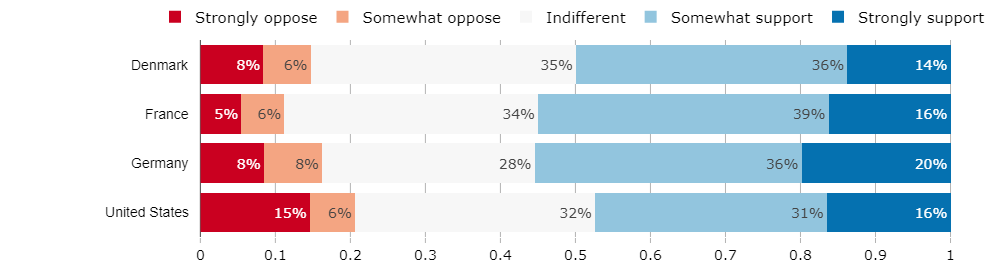 Strongly oppose Somewhat oppose Indifferent Somewhat support Strongly support
Denmark 8% 6% 35% 36% 14%
France 5% 6% 34% 39% 16%
Germany 8% 8% 28% 36% 20%
United States 15% 6% 32% 31% 16%
0 0.1 0.2 0.3 0.4 0.5 0.6 0.7 0.8 0.9 1